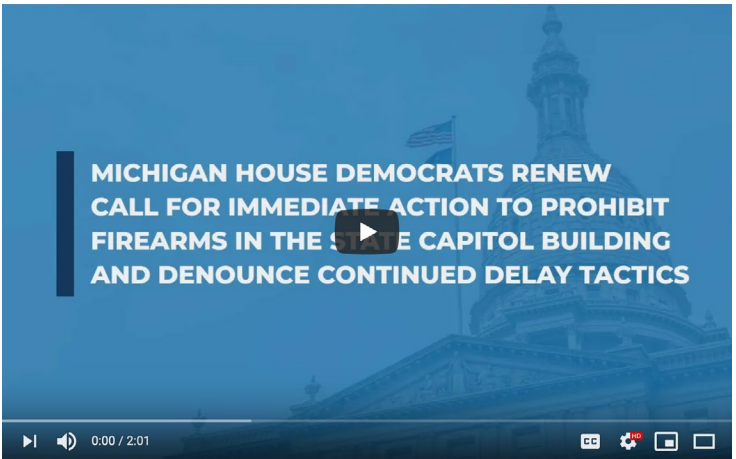 MICHIGAN HOUSE DEMOCRATS RENEW
CALL FOR IMMEDIATE ACTION TO PROHIBIT
FIREARMS IN THE STATE CAPITOL BUILDING
AND DENOUNCE CONTINUED DELAY TACTICS
0:00 / 2:01
CC
HD